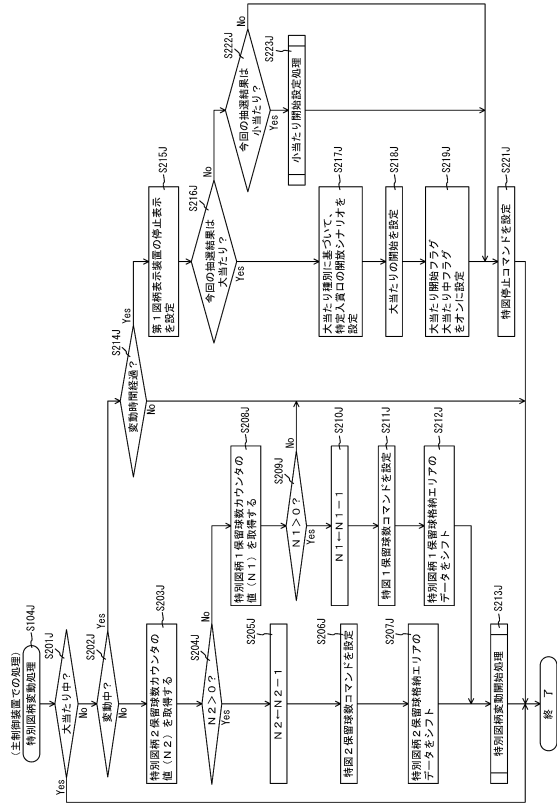 (主制御装置での処理)
特別図柄変動処理
S104J
大当たり中?
S201J
Yes
No
変動中?
S202J
Yes
No
特別図柄2保留球数カウンタの
値(N2)を取得する
S203J
N2>0?
S204J
No
Yes
N2←N2-1
S205J
特図2保留球数コマンドを設定
S206J
特別図柄2保留球格納エリアの
データをシフト
S207J
特別図柄1保留球数カウンタの
値(N1)を取得する
S208J
N1>0?
S209J
No
Yes
N1←N1-1
S210J
特図1保留球数コマンドを設定
S211J
特別図柄1保留球格納エリアの
データをシフト
S212J
特別図柄変動開始処理
S213J
変動時間経過?
S214J
Yes
No
第1図柄表示装置の停止表示
を設定
S215J
今回の抽選結果は
大当たり?
S216J
No
Yes
大当たり種別に基づいて、
特定入賞口の開放シナリオを
設定
S217J
大当たりの開始を設定
S218J
大当たり開始フラグ
大当たり中フラグ
をオンに設定
S219J
特図停止コマンドを設定
S221J
今回の抽選結果は
小当たり?
S222J
No
Yes
小当たり開始設定処理
S223J
終了